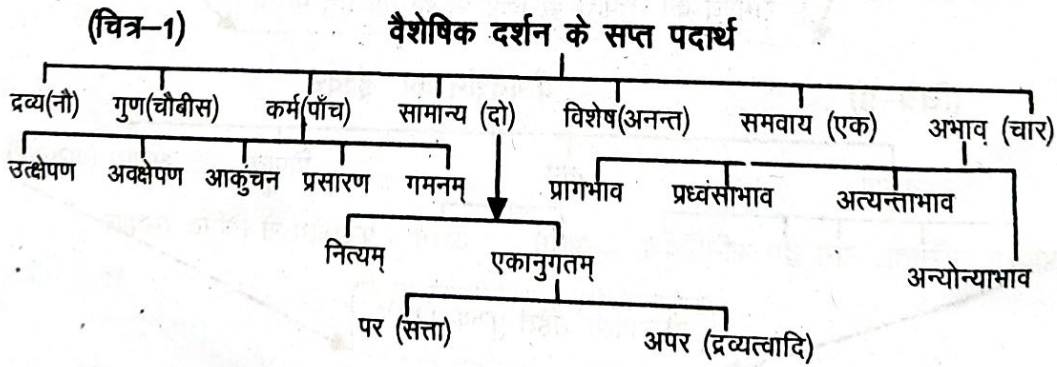 (चित्र–1) वैशेषिक दर्शन के सप्त पदार्थ
द्रव्य(नौ) गुण(चौबीस) कर्म(पाँच) सामान्य (दो) विशेष(अनन्त) समवाय (एक) अभाव (चार)
उत्क्षेपण अवक्षेपण आकुंचन प्रसारण गमनम् प्रागभाव प्रध्वंसाभाव अत्यन्ताभाव
नित्यम् एकानुगतम् अन्योन्याभाव
पर (सत्ता) अपर (द्रव्यत्वादि)